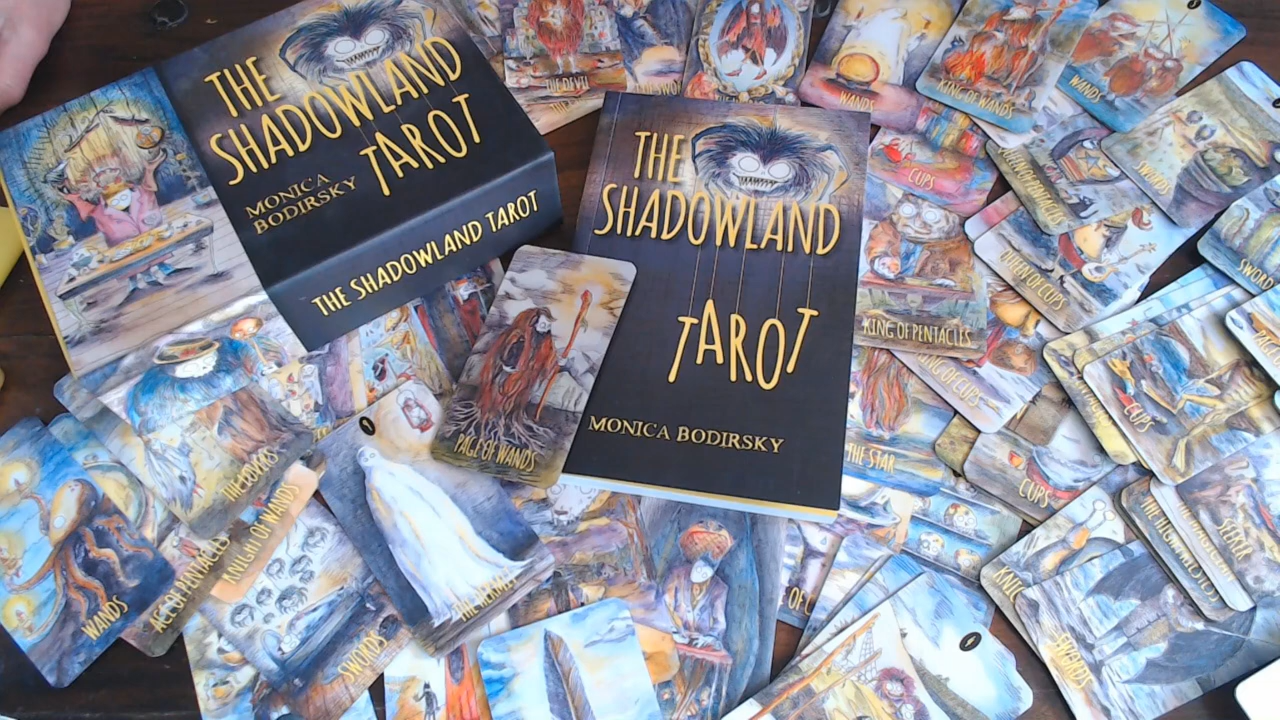 THE
SHADOWLAND
TAROT
MONICA
BODIRSKY
THE SHADOWLAND TAROT
THE
SHADOWLAND
TAROT
MONICA BODIRSKY
PAGE OF WANDS
THE DEVIL
WANDS
KING OF WANDS
WANDS
CUPS
SWORDS
KING OF PENTACLES
QUEEN OF CUPS
SWORD
KING OF CUPS
CUPS
THE STAR
CUPS
THE LOVERS
KNIGHT OF WANDS
WANDS
ACE OF PENTACLES
SWORDS
THE HERMIT
SEEKER
SWORDS